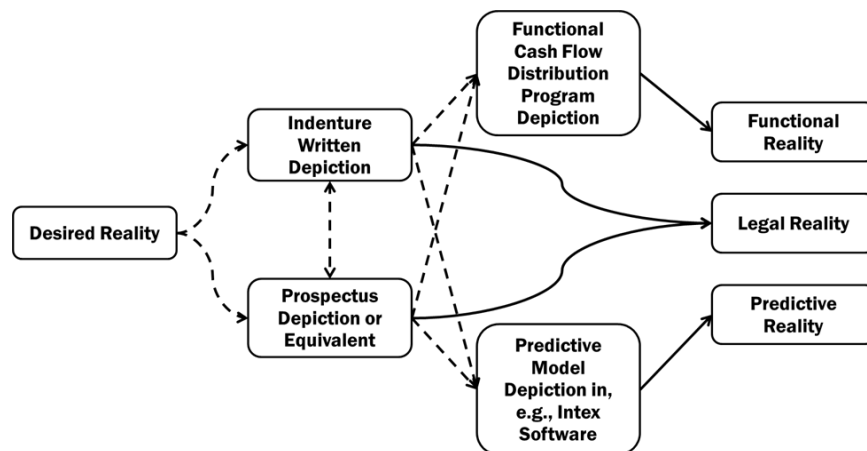 Desired Reality
Indenture
Written
Depiction
Prospectus
Depiction or
Equivalent
Functional
Cash Flow
Distribution
Program
Depiction
Predictive
Model
Depiction in,
e.g., Intex
Software
Functional
Reality
Legal Reality
Predictive
Reality